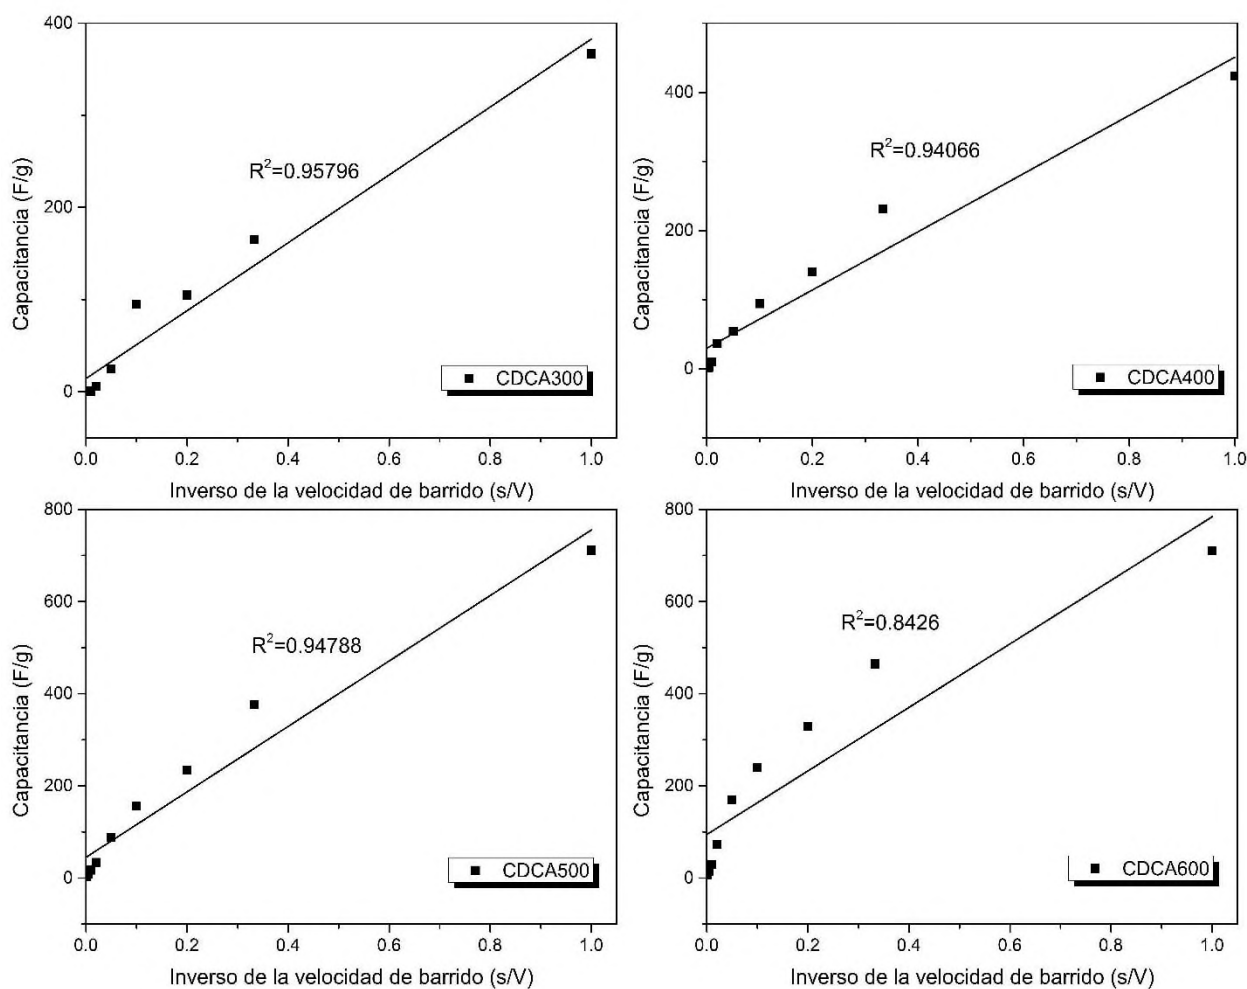 400
200
0
Capacitancia (F/g)
R²=0.95796
CDCA300
0.0 0.2 0.4 0.6 0.8 1.0
Inverso de la velocidad de barrido (s/V)
400
200
0
Capacitancia (F/g)
R²=0.94066
CDCA400
0.0 0.2 0.4 0.6 0.8 1.0
Inverso de la velocidad de barrido (s/V)
800
600
400
200
0
Capacitancia (F/g)
R²=0.94788
CDCA500
0.0 0.2 0.4 0.6 0.8 1.0
Inverso de la velocidad de barrido (s/V)
800
600
400
200
0
Capacitancia (F/g)
R²=0.8426
CDCA600
0.0 0.2 0.4 0.6 0.8 1.0
Inverso de la velocidad de barrido (s/V)